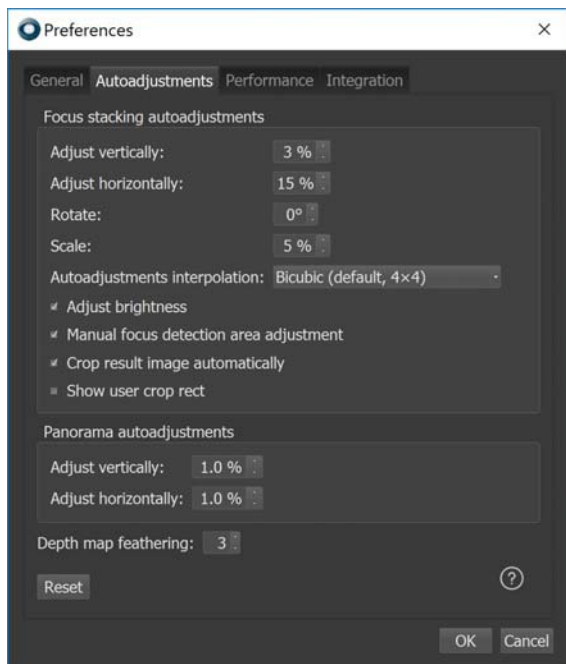 Preferences
General Autoadjustments Performance Integration
Focus stacking autoadjustments
Adjust vertically: 3 %
Adjust horizontally: 15 %
Rotate: 0°
Scale: 5 %
Autoadjustments interpolation: Bicubic (default, 4×4)
Adjust brightness
Manual focus detection area adjustment
Crop result image automatically
Show user crop rect
Panorama autoadjustments
Adjust vertically: 1.0 %
Adjust horizontally: 1.0 %
Depth map feathering: 3
Reset ?
OK Cancel